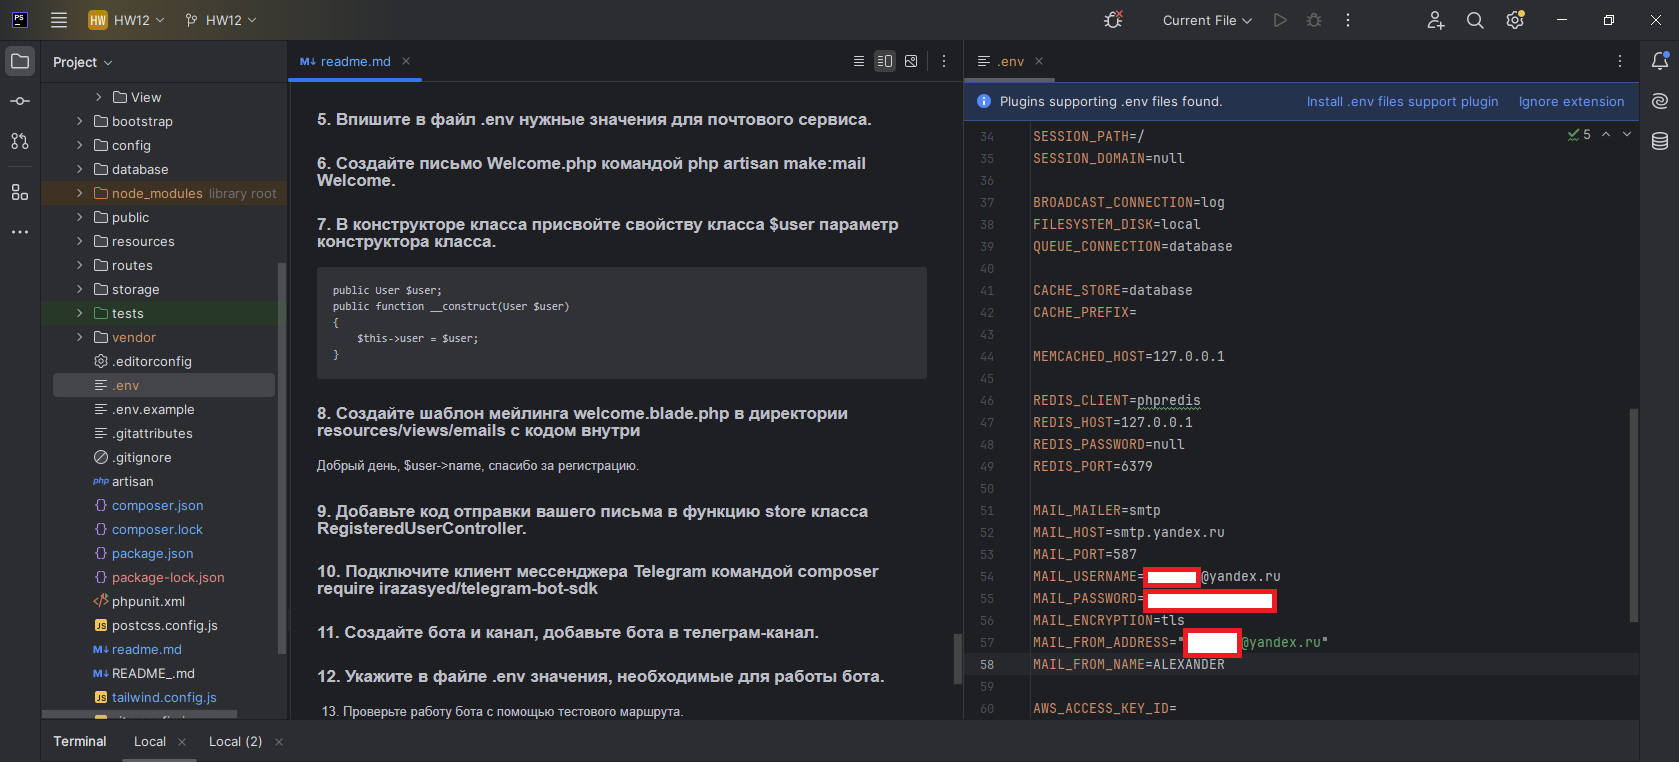 PS
HW HW12
HW12
Current File
Project
View
bootstrap
config
database
node_modules library root
public
resources
routes
storage
tests
vendor
.editorconfig
.env
.env.example
.gitattributes
.gitignore
php artisan
composer.json
composer.lock
package.json
package-lock.json
phpunit.xml
JS postcss.config.js
M↓ readme.md
M↓ README_.md
JS tailwind.config.js
M↓ readme.md
5. Впишите в файл .env нужные значения для почтового сервиса.
6. Создайте письмо Welcome.php командой php artisan make:mail
Welcome.
7. В конструкторе класса присвойте свойству класса $user параметр
конструктора класса.
public User $user;
public function __construct(User $user)
{
$this->user = $user;
}
8. Создайте шаблон мейлинга welcome.blade.php в директории
resources/views/emails с кодом внутри
Добрый день, $user->name, спасибо за регистрацию.
9. Добавьте код отправки вашего письма в функцию store класса
RegisteredUserController.
10. Подключите клиент мессенджера Telegram командой composer
require irazasyed/telegram-bot-sdk
11. Создайте бота и канал, добавьте бота в телеграм-канал.
12. Укажите в файле .env значения, необходимые для работы бота.
13. Проверьте работу бота с помощью тестового маршрута.
.env
Plugins supporting .env files found. Install .env files support plugin Ignore extension
5
34 SESSION_PATH=/
35 SESSION_DOMAIN=null
36
37 BROADCAST_CONNECTION=log
38 FILESYSTEM_DISK=local
39 QUEUE_CONNECTION=database
40
41 CACHE_STORE=database
42 CACHE_PREFIX=
43
44 MEMCACHED_HOST=127.0.0.1
45
46 REDIS_CLIENT=phpredis
47 REDIS_HOST=127.0.0.1
48 REDIS_PASSWORD=null
49 REDIS_PORT=6379
50
51 MAIL_MAILER=smtp
52 MAIL_HOST=smtp.yandex.ru
53 MAIL_PORT=587
54 MAIL_USERNAME= @yandex.ru
55 MAIL_PASSWORD=
56 MAIL_ENCRYPTION=tls
57 MAIL_FROM_ADDRESS=" @yandex.ru"
58 MAIL_FROM_NAME=ALEXANDER
59
60 AWS_ACCESS_KEY_ID=
Terminal Local Local (2)